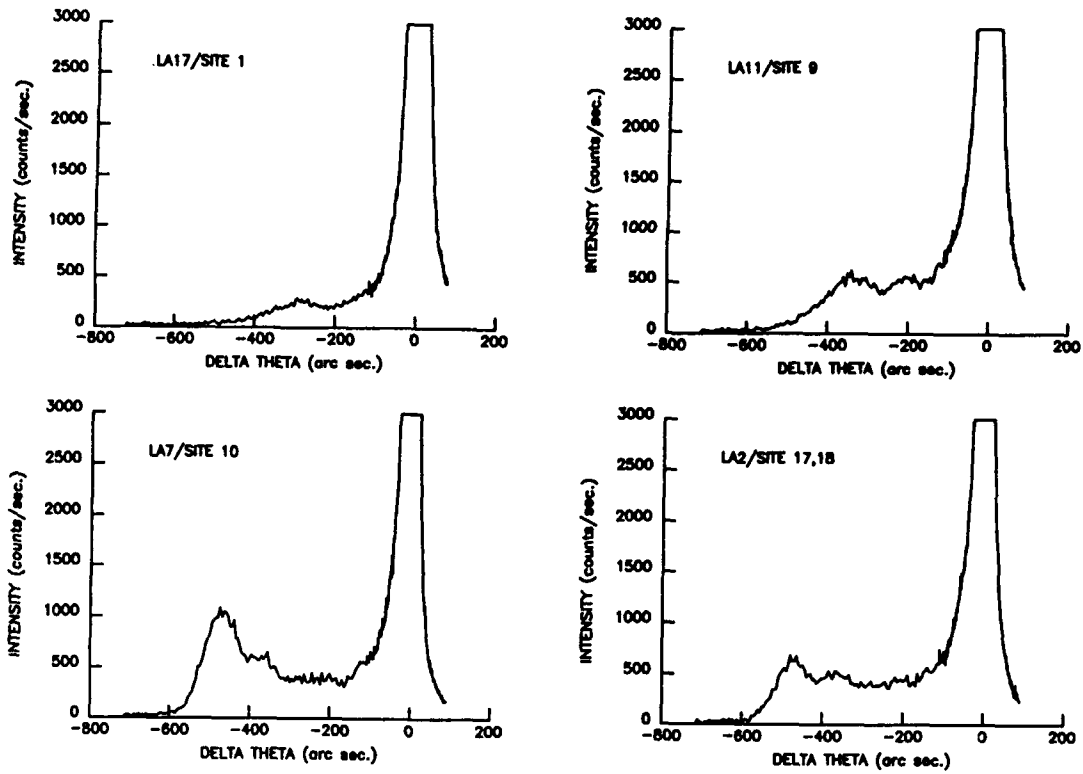 3000
2500
2000
1500
1000
500
0
INTENSITY (counts/sec.)
.LA17/SITE 1
-800 -600 -400 -200 0 200
DELTA THETA (arc sec.)
3000
2500
2000
1500
1000
500
0
INTENSITY (counts/sec.)
LA11/SITE 9
-800 -600 -400 -200 0 200
DELTA THETA (arc sec.)
3000
2500
2000
1500
1000
500
0
INTENSITY (counts/sec.)
LA7/SITE 10
-800 -600 -400 -200 0 200
DELTA THETA (arc sec.)
3000
2500
2000
1500
1000
500
0
INTENSITY (counts/sec.)
LA2/SITE 17,18
-800 -600 -400 -200 0 200
DELTA THETA (arc sec.)